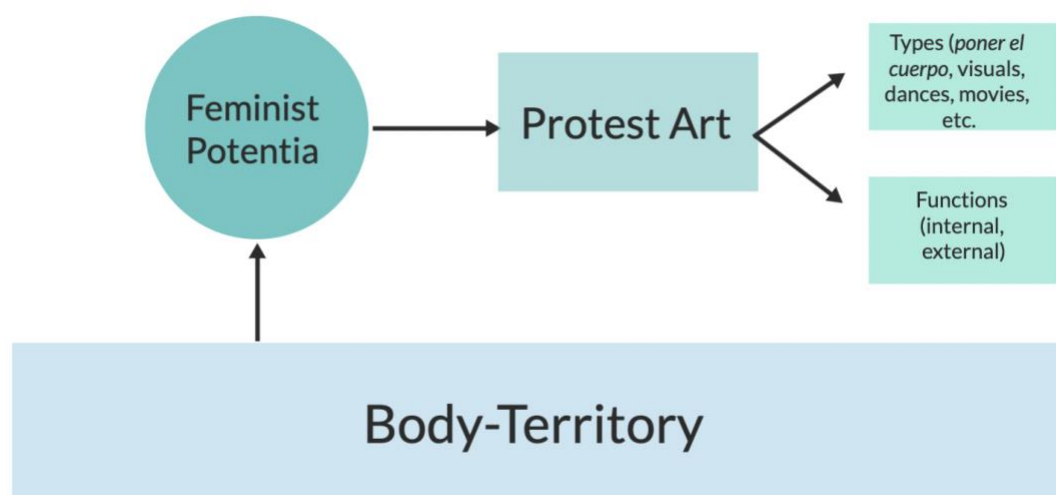 Feminist
Potentia
Protest Art
Types (poner el
cuerpo, visuals,
dances, movies,
etc.
Functions
(internal,
external)
Body-Territory